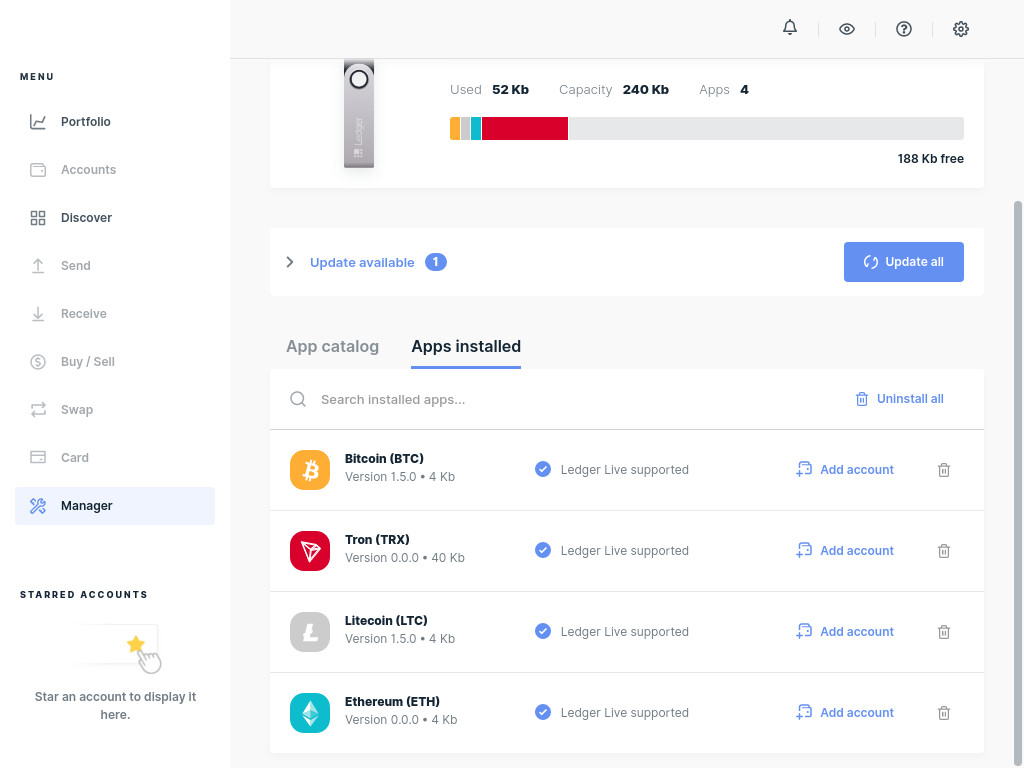 MENU
Portfolio
Accounts
Discover
Send
Receive
Buy / Sell
Swap
Card
Manager
STARRED ACCOUNTS
Star an account to display it
here.
Ledger
Used 52 Kb Capacity 240 Kb Apps 4
188 Kb free
Update available 1
Update all
App catalog Apps installed
Search installed apps...
Uninstall all
Bitcoin (BTC)
Version 1.5.0 • 4 Kb
Ledger Live supported
Add account
Tron (TRX)
Version 0.0.0 • 40 Kb
Ledger Live supported
Add account
Litecoin (LTC)
Version 1.5.0 • 4 Kb
Ledger Live supported
Add account
Ethereum (ETH)
Version 0.0.0 • 4 Kb
Ledger Live supported
Add account